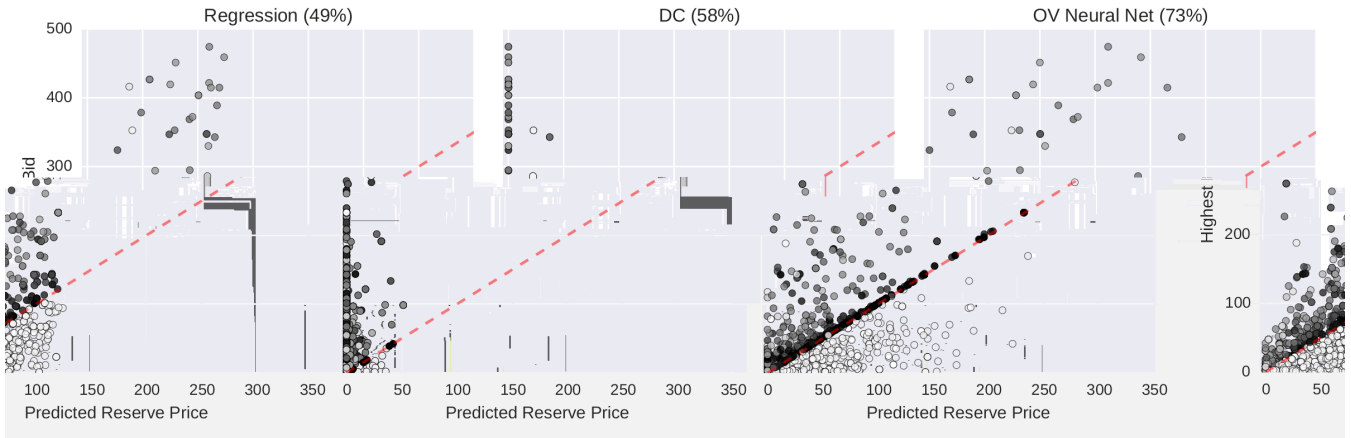 Regression (49%) DC (58%) OV Neural Net (73%)
500
400
300
Highest
200
100
0
100 150 200 250 300 350 0 50 100 150 200 250 300 350 0 50 100 150 200 250 300 350 0 50
Predicted Reserve Price Predicted Reserve Price Predicted Reserve Price